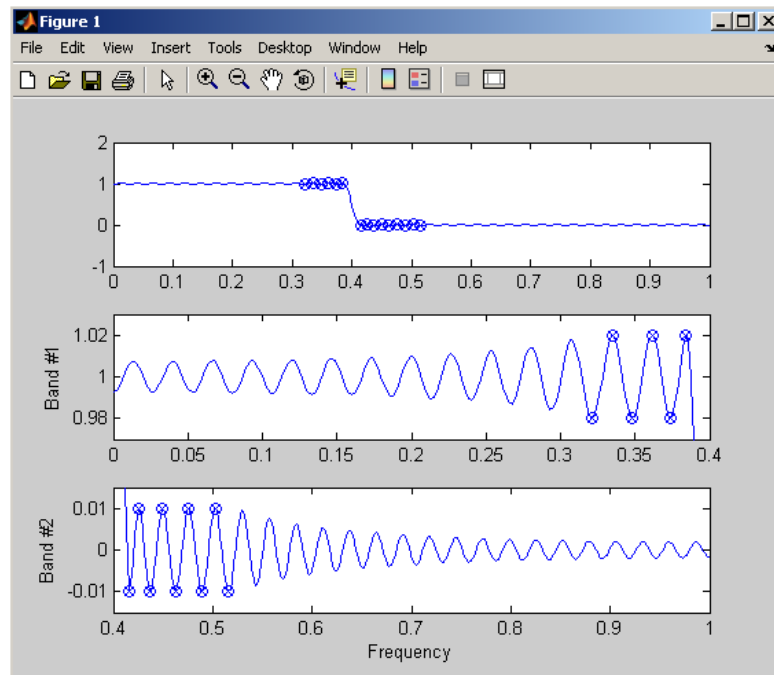 Figure 1
File Edit View Insert Tools Desktop Window Help
2
1
0
-1
0 0.1 0.2 0.3 0.4 0.5 0.6 0.7 0.8 0.9 1
Band #1
1.02
1
0.98
0 0.05 0.1 0.15 0.2 0.25 0.3 0.35 0.4
Band #2
0.01
0
-0.01
0.4 0.5 0.6 0.7 0.8 0.9 1
Frequency